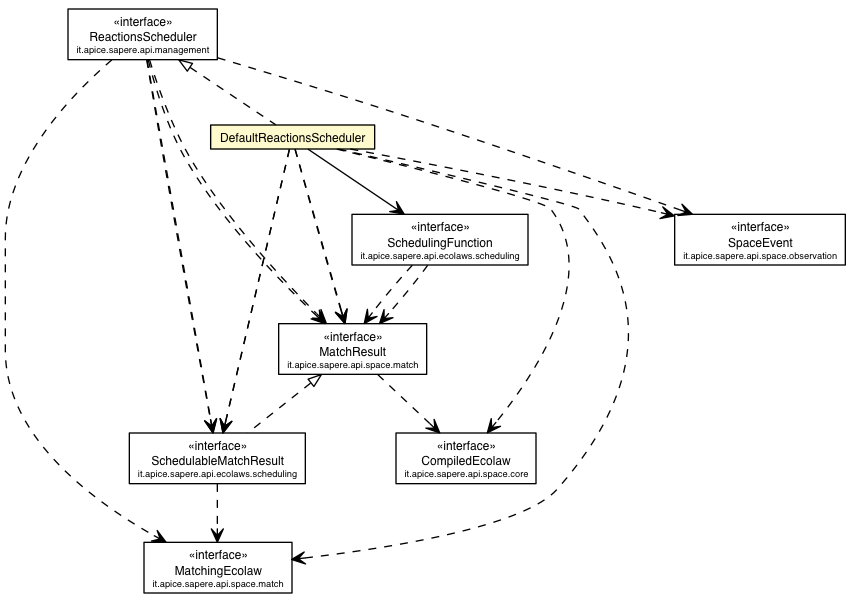 «interface»
ReactionsScheduler
it.apice.sapere.api.management
DefaultReactionsScheduler
«interface»
SchedulingFunction
it.apice.sapere.api.ecolaws.scheduling
«interface»
SpaceEvent
it.apice.sapere.api.space.observation
«interface»
MatchResult
it.apice.sapere.api.space.match
«interface»
SchedulableMatchResult
it.apice.sapere.api.ecolaws.scheduling
«interface»
CompiledEcolaw
it.apice.sapere.api.space.core
«interface»
MatchingEcolaw
it.apice.sapere.api.space.match